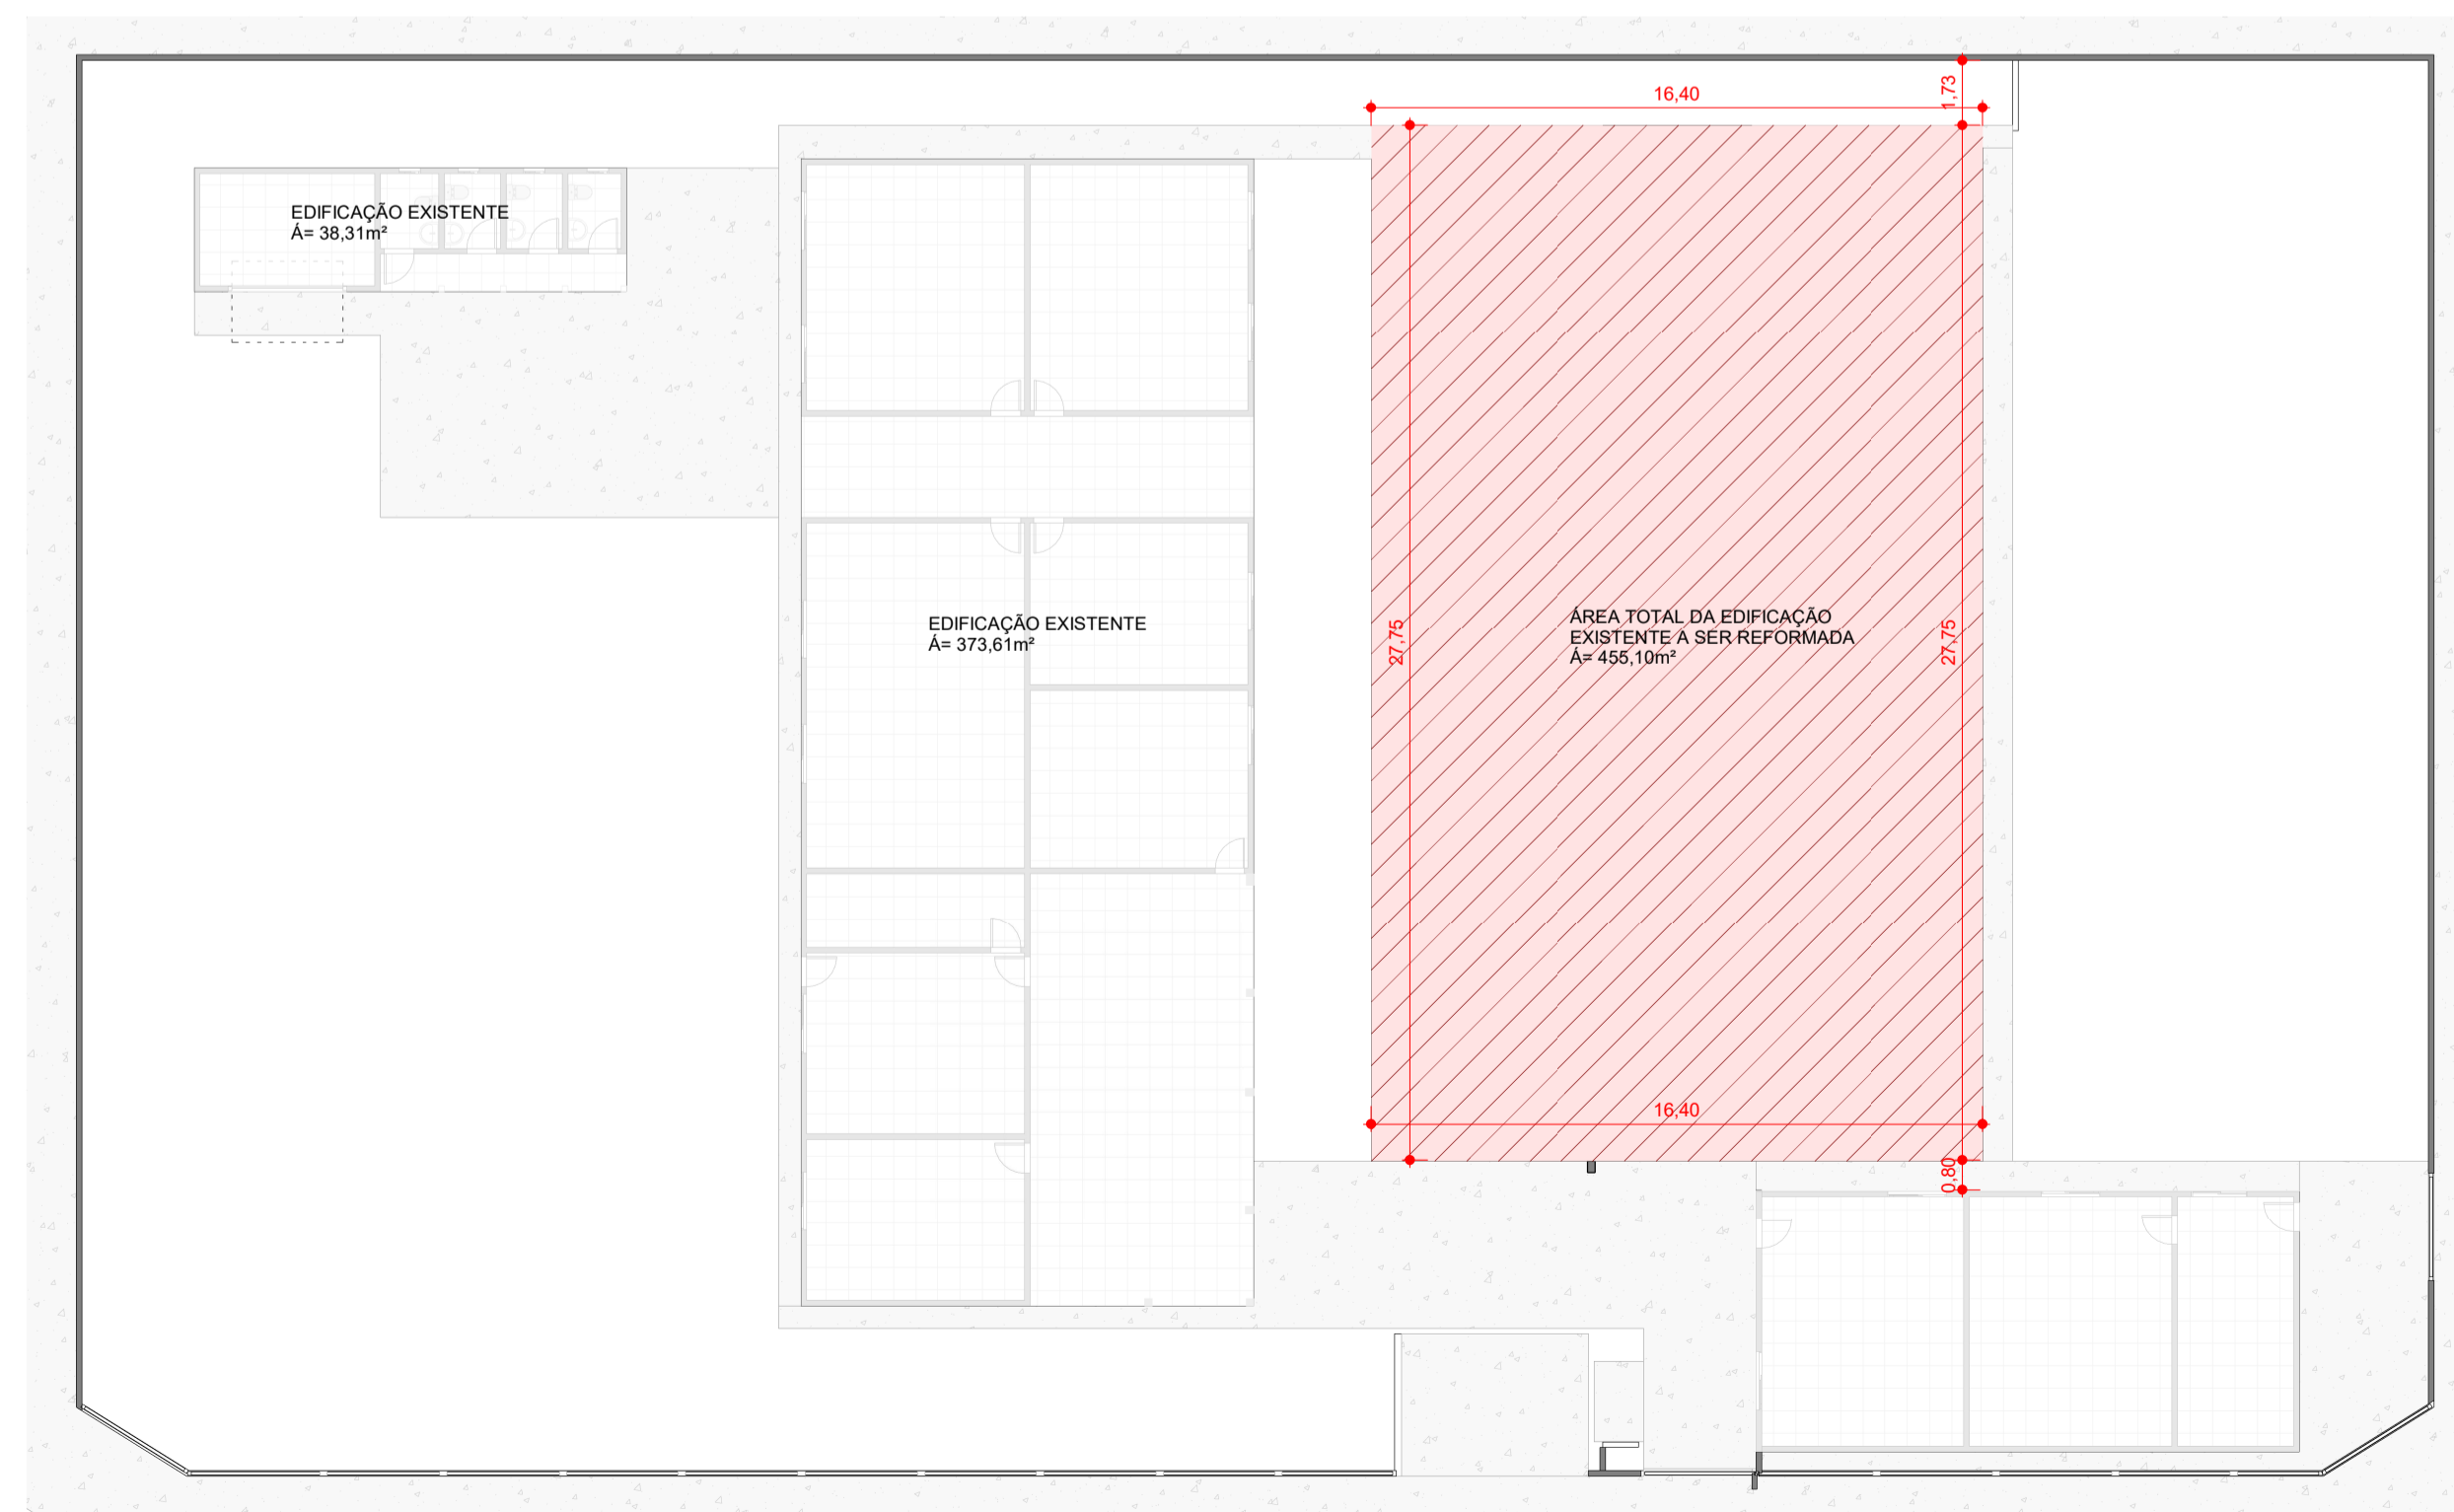 1,73
16,40
EDIFICAÇÃO EXISTENTE
Á= 38,31m²
EDIFICAÇÃO EXISTENTE
Á= 373,61m²
27,75
ÁREA TOTAL DA EDIFICAÇÃO
EXISTENTE A SER REFORMADA
Á= 455,10m²
27,75
16,40
0,80